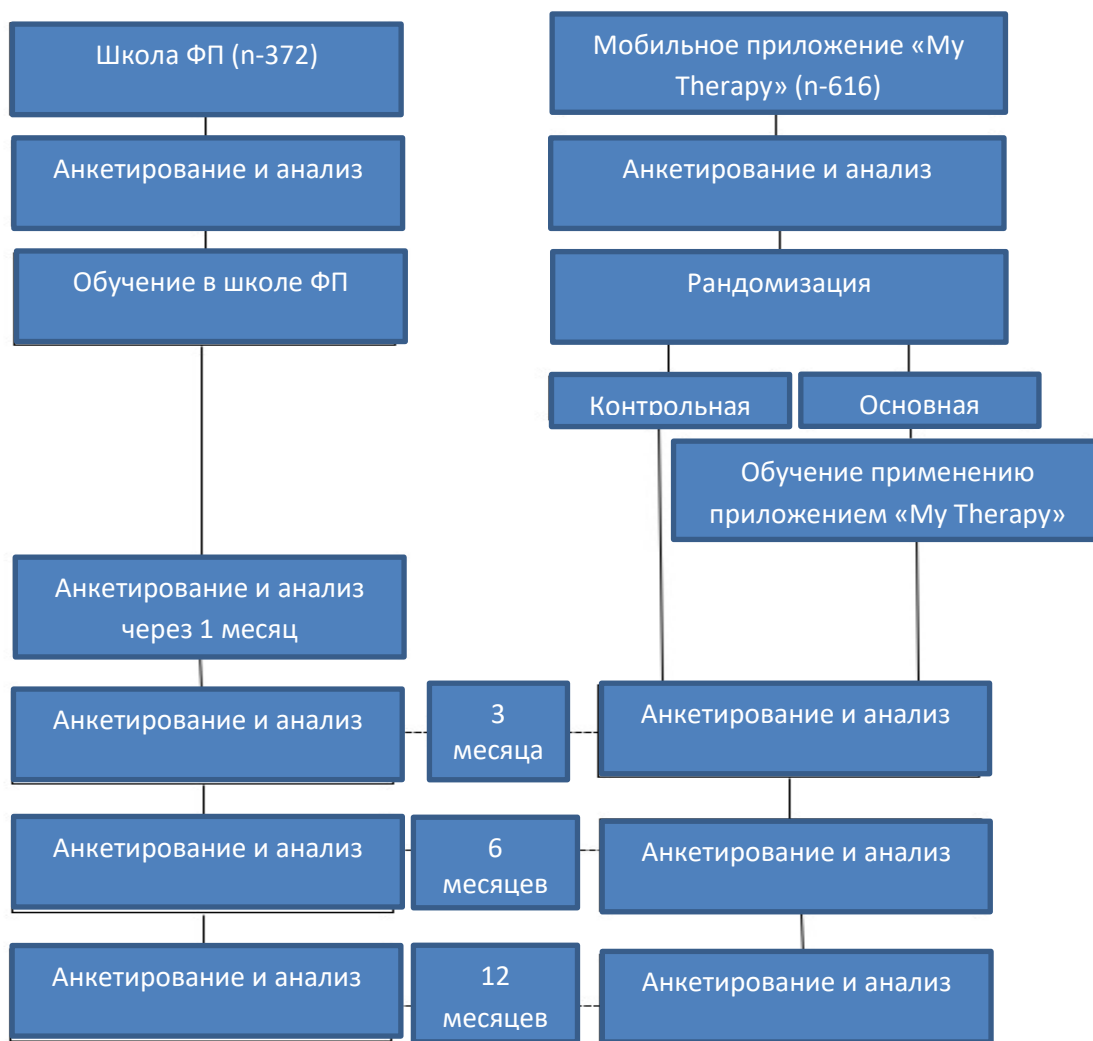 Школа ФП (n-372)
Мобильное приложение «My
Therapy» (n-616)
Анкетирование и анализ
Анкетирование и анализ
Обучение в школе ФП
Рандомизация
Контрольная
Основная
Обучение применению
приложением «My Therapy»
Анкетирование и анализ
через 1 месяц
Анкетирование и анализ
3
месяца
Анкетирование и анализ
Анкетирование и анализ
6
месяцев
Анкетирование и анализ
Анкетирование и анализ
12
месяцев
Анкетирование и анализ